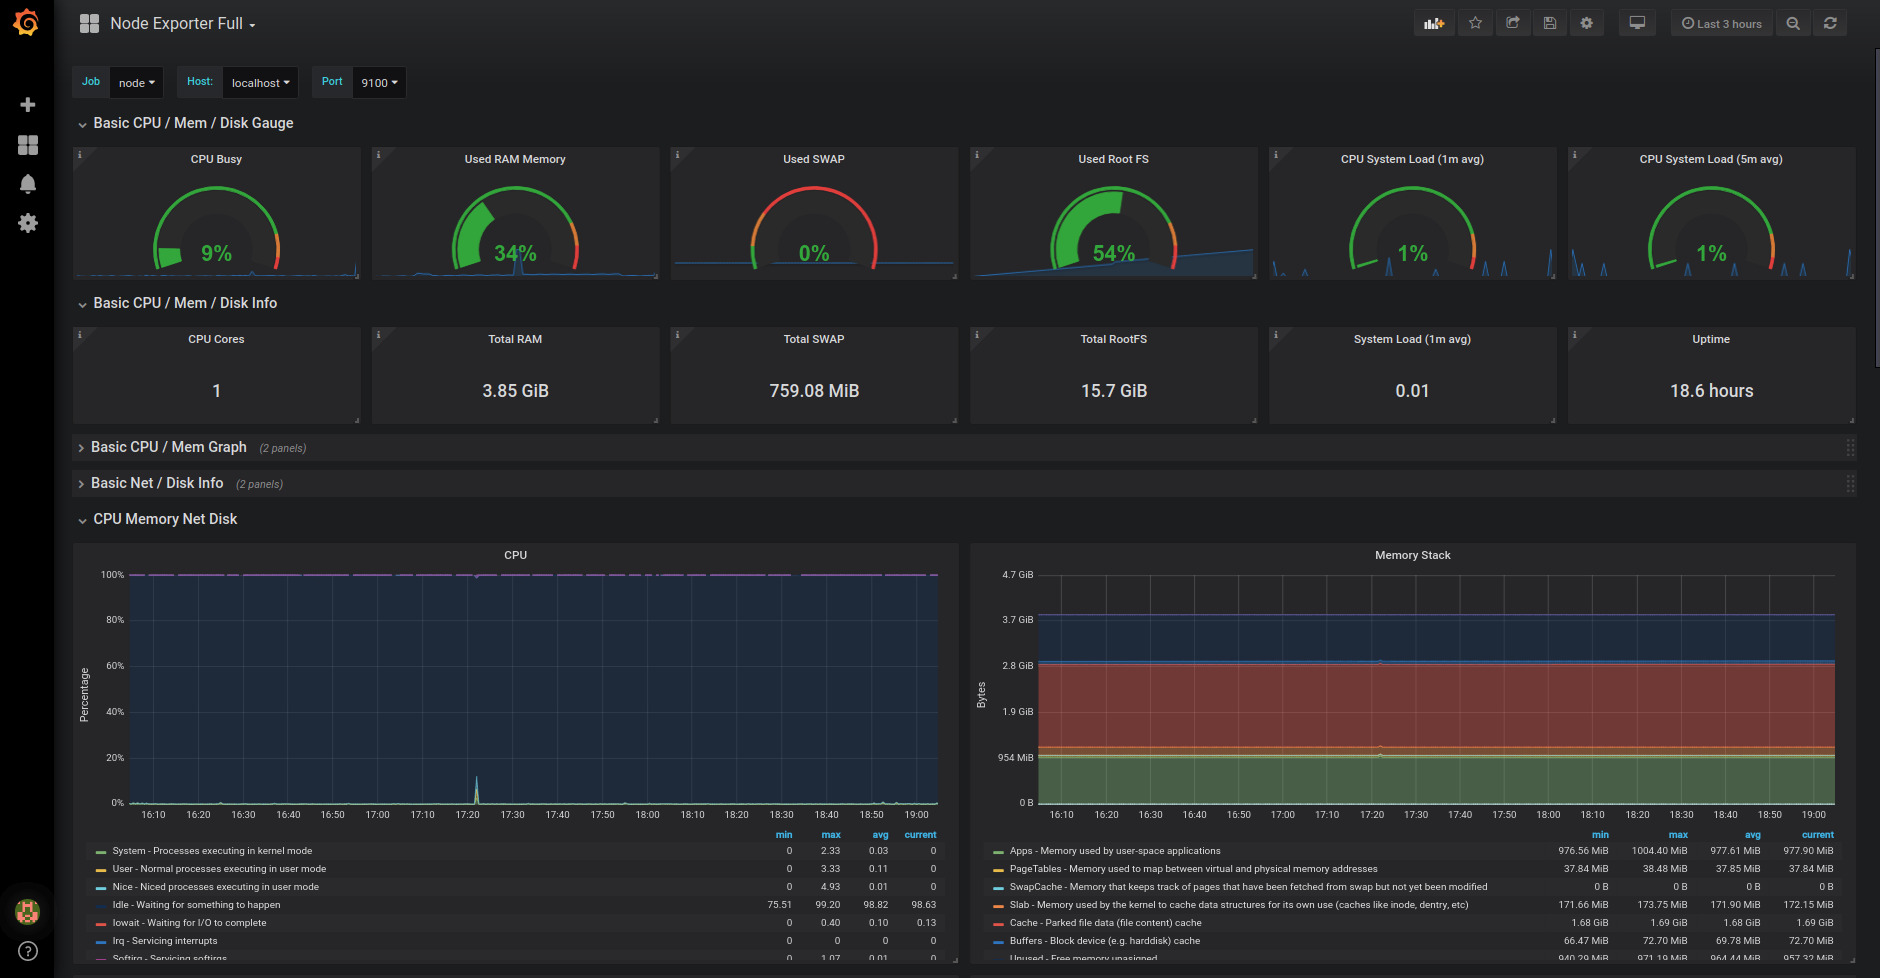 Node Exporter Full
Last 3 hours
Job node Host: localhost Port 9100
Basic CPU / Mem / Disk Gauge
CPU Busy Used RAM Memory Used SWAP Used Root FS CPU System Load (1m avg) CPU System Load (5m avg)
9% 34% 0% 54% 1% 1%
Basic CPU / Mem / Disk Info
CPU Cores Total RAM Total SWAP Total RootFS System Load (1m avg) Uptime
1 3.85 GiB 759.08 MiB 15.7 GiB 0.01 18.6 hours
Basic CPU / Mem Graph (2 panels)
Basic Net / Disk Info (2 panels)
CPU Memory Net Disk
CPU
Percentage
100%
80%
60%
40%
20%
0%
16:10 16:20 16:30 16:40 16:50 17:00 17:10 17:20 17:30 17:40 17:50 18:00 18:10 18:20 18:30 18:40 18:50 19:00
min max avg current
System - Processes executing in kernel mode 0 2.33 0.03 0
User - Normal processes executing in user mode 0 3.33 0.11 0
Nice - Niced processes executing in user mode 0 4.93 0.01 0
Idle - Waiting for something to happen 75.51 99.20 98.82 98.63
Iowait - Waiting for I/O to complete 0 0.40 0.10 0.13
Irq - Servicing interrupts 0 0 0 0
Softirq - Servicing softirqs 0 1.07 0.01 0
Memory Stack
Bytes
4.7 GiB
3.7 GiB
2.8 GiB
1.9 GiB
954 MiB
0 B
16:10 16:20 16:30 16:40 16:50 17:00 17:10 17:20 17:30 17:40 17:50 18:00 18:10 18:20 18:30 18:40 18:50 19:00
min max avg current
Apps - Memory used by user-space applications 976.56 MiB 1004.40 MiB 977.61 MiB 977.90 MiB
PageTables - Memory used to map between virtual and physical memory addresses 37.84 MiB 38.48 MiB 37.85 MiB 37.84 MiB
SwapCache - Memory that keeps track of pages that have been fetched from swap but not yet been modified 0 B 0 B 0 B 0 B
Slab - Memory used by the kernel to cache data structures for its own use (caches like inode, dentry, etc) 171.66 MiB 173.75 MiB 171.90 MiB 172.15 MiB
Cache - Parked file data (file content) cache 1.68 GiB 1.69 GiB 1.68 GiB 1.69 GiB
Buffers - Block device (e.g. harddisk) cache 66.47 MiB 72.70 MiB 69.78 MiB 72.70 MiB
Unused - Free memory unasigned 940.29 MiB 971.19 MiB 964.44 MiB 957.32 MiB